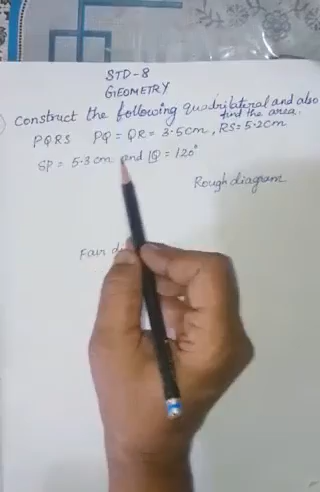 STD-8
GEOMETRY
Construct the following quadrilateral and also
find the area.
PQRS PQ = QR = 3.5cm, RS = 5.2cm
SP = 5.3 cm and ∠Q = 120°
Rough diagram
Fair